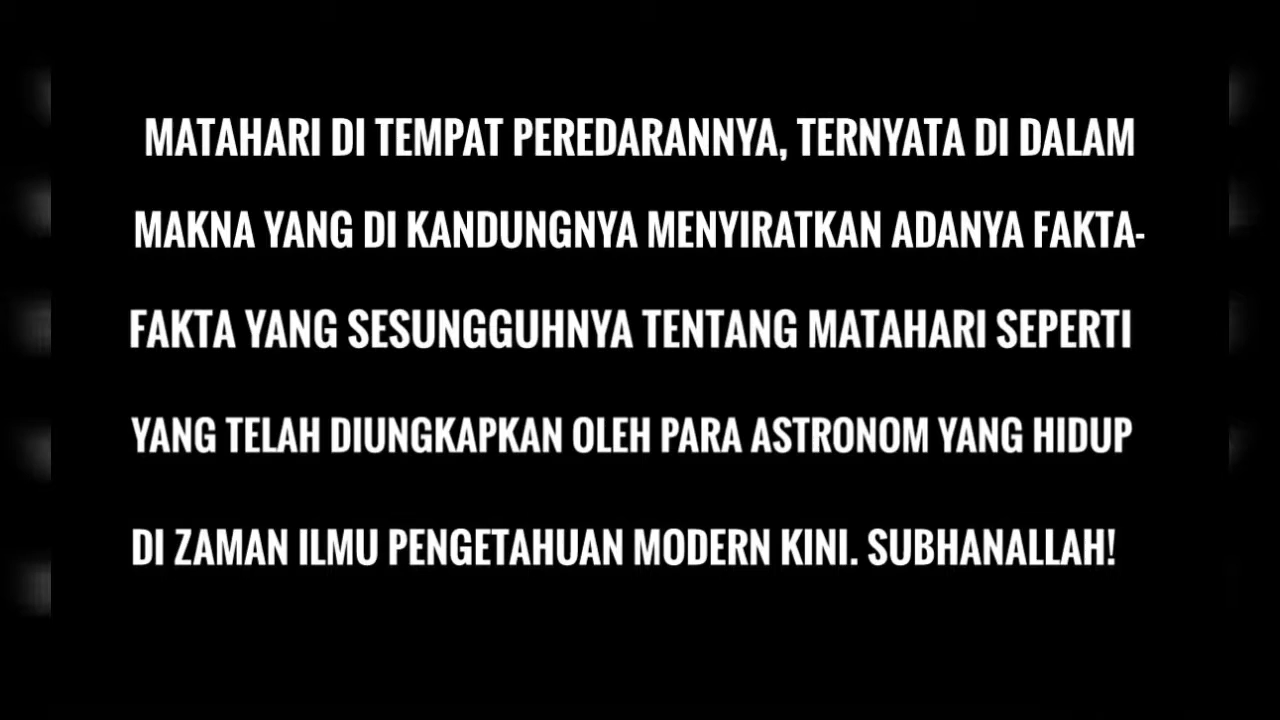 MATAHARI DI TEMPAT PEREDARANNYA, TERNYATA DI DALAM
MAKNA YANG DI KANDUNGNYA MENYIRATKAN ADANYA FAKTA-
FAKTA YANG SESUNGGUHNYA TENTANG MATAHARI SEPERTI
YANG TELAH DIUNGKAPKAN OLEH PARA ASTRONOM YANG HIDUP
DI ZAMAN ILMU PENGETAHUAN MODERN KINI. SUBHANALLAH!